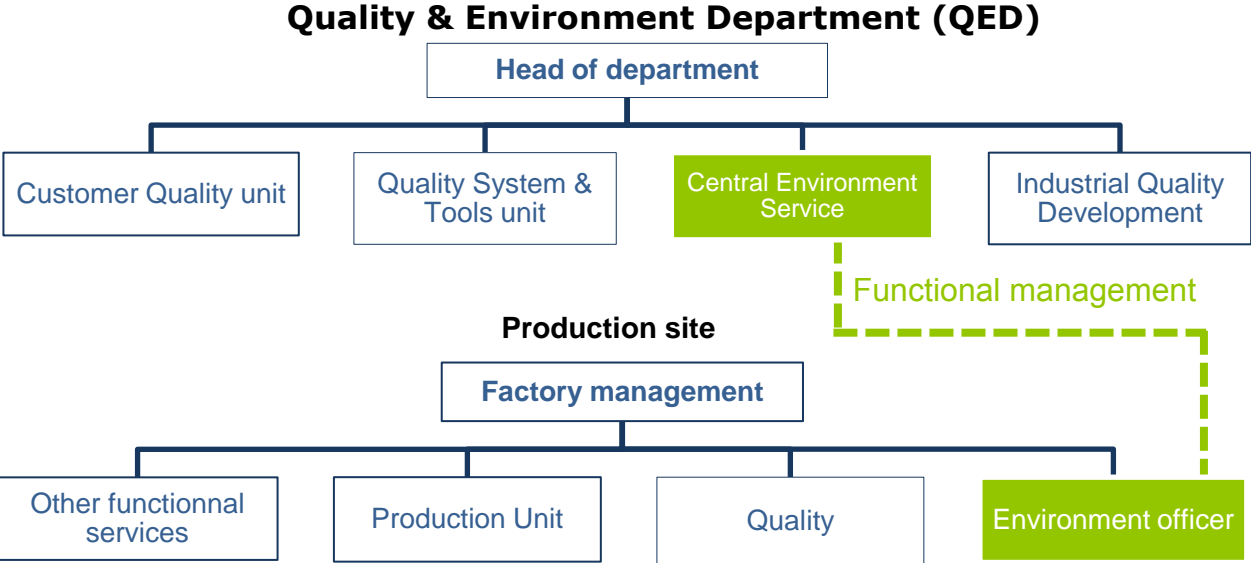 Quality & Environment Department (QED)
Head of department
Customer Quality unit
Quality System &
Tools unit
Central Environment
Service
Industrial Quality
Development
Functional management
Production site
Factory management
Other functionnal
services
Production Unit
Quality
Environment officer